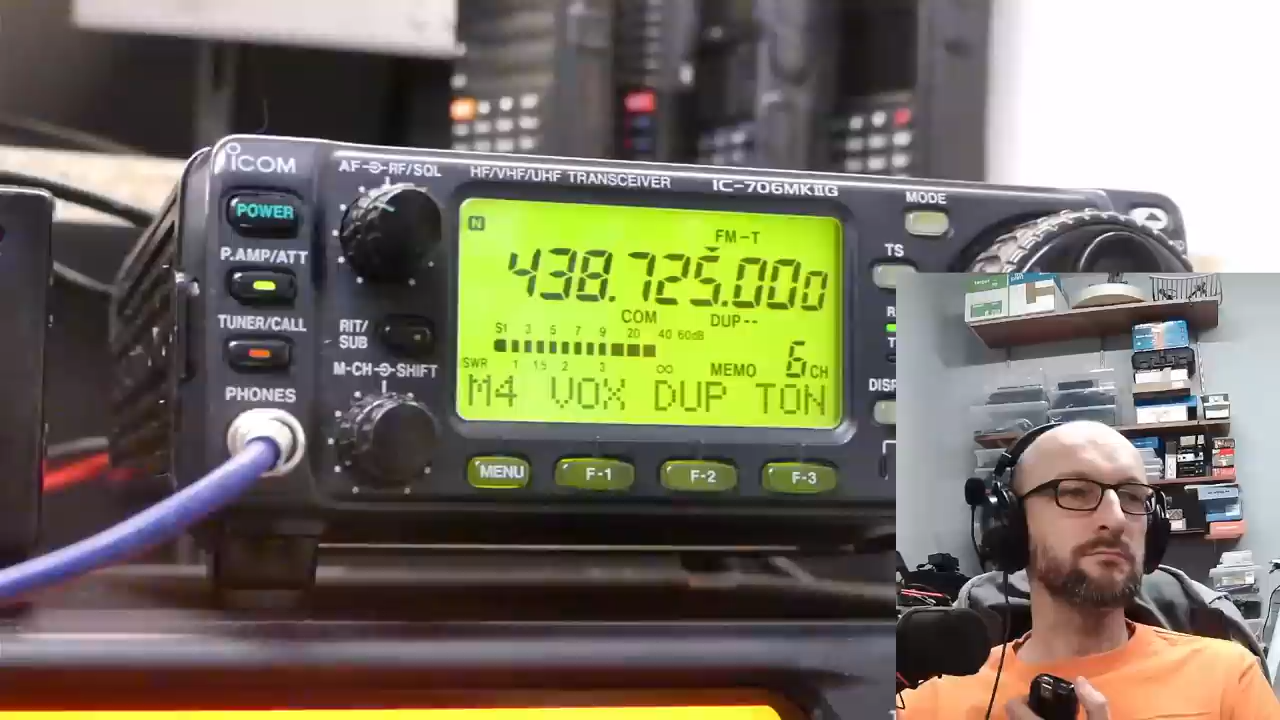 ICOM
AF RF/SQL
HF/VHF/UHF TRANSCEIVER
IC-706MKIIG
MODE
POWER
N
FM-T
TS
P.AMP/ATT
438.725.000
COM
DUP--
TUNER/CALL
RIT/
SUB
S1 3 5 7 9 20 40 60dB
SWR 1 1.5 2 3 ∞
MEMO
6 CH
M-CH SHIFT
M4 VOX DUP TON
PHONES
MENU
F-1
F-2
F-3